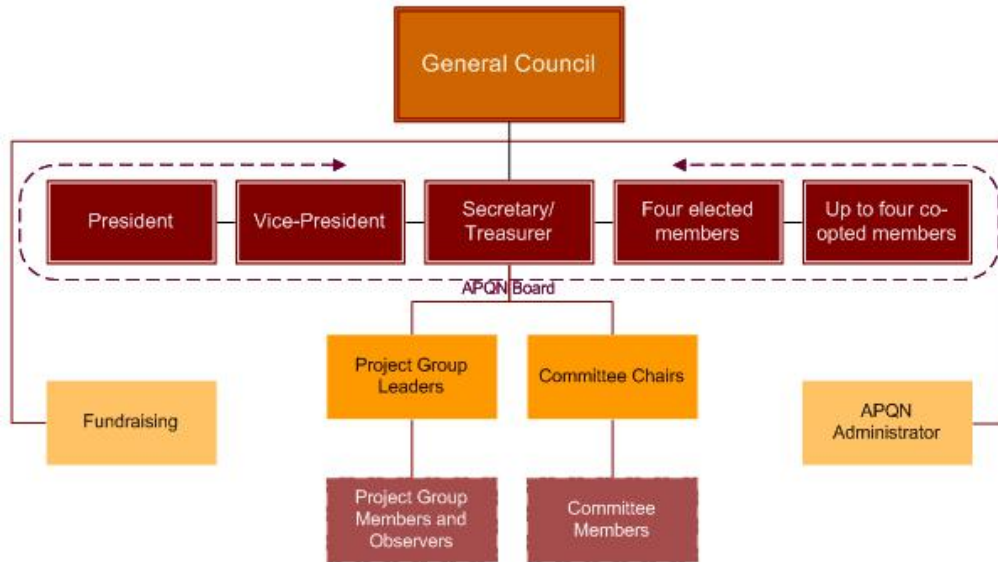 General Council
President
Vice-President
Secretary/
Treasurer
Four elected
members
Up to four co-
opted members
APQN Board
Project Group
Leaders
Committee Chairs
Fundraising
APQN
Administrator
Project Group
Members and
Observers
Committee
Members